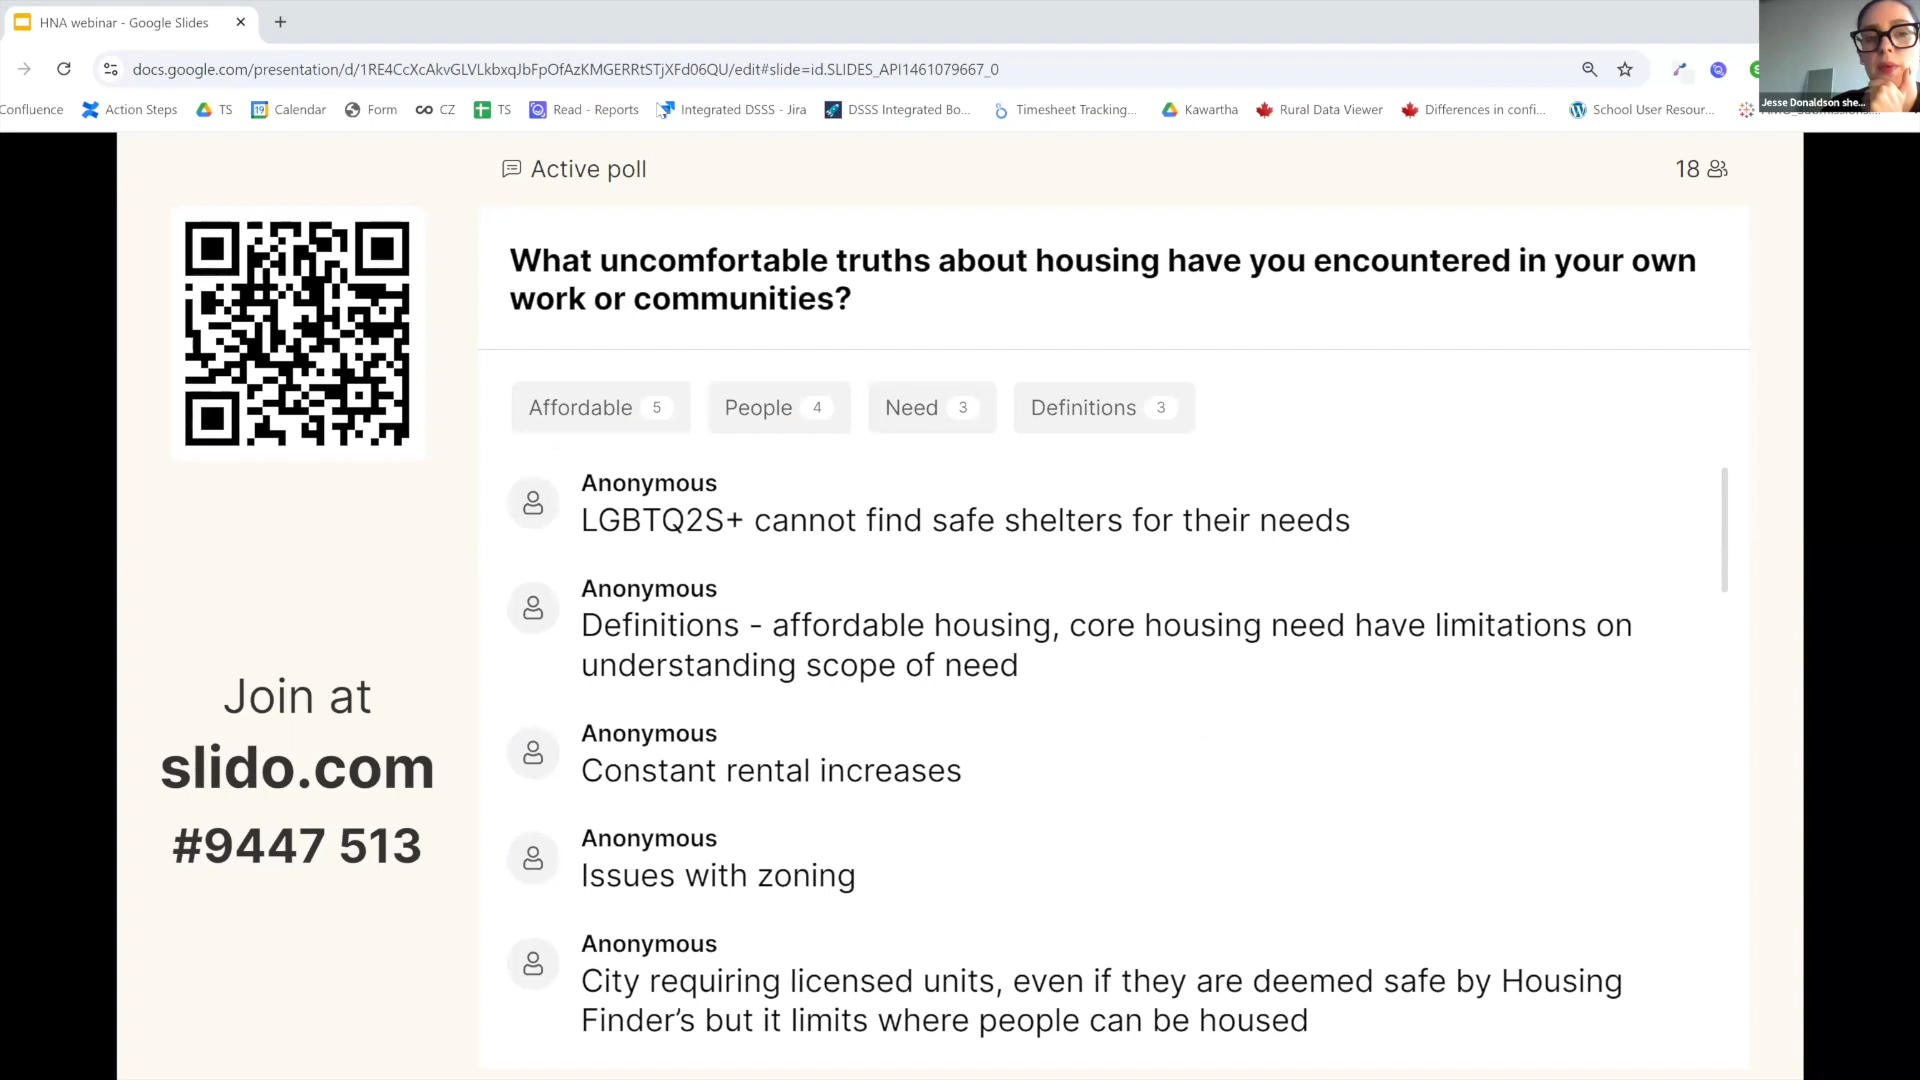 HNA webinar - Google Slides
docs.google.com/presentation/d/1RE4CcXcAkvGLVLkbxqJbFpOfAzKMGERRtSTjXFd06QU/edit#slide=id.SLIDES_API1461079667_0
Confluence Action Steps TS Calendar Form CZ TS Read - Reports Integrated DSSS - Jira DSSS Integrated Bo... Timesheet Tracking... Kawartha Rural Data Viewer Differences in confi... School User Resour...
Jesse Donaldson she...
Active poll
18
What uncomfortable truths about housing have you encountered in your own
work or communities?
Affordable 5 People 4 Need 3 Definitions 3
Anonymous
LGBTQ2S+ cannot find safe shelters for their needs
Anonymous
Definitions - affordable housing, core housing need have limitations on
understanding scope of need
Anonymous
Constant rental increases
Anonymous
Issues with zoning
Anonymous
City requiring licensed units, even if they are deemed safe by Housing
Finder's but it limits where people can be housed
Join at
slido.com
#9447 513